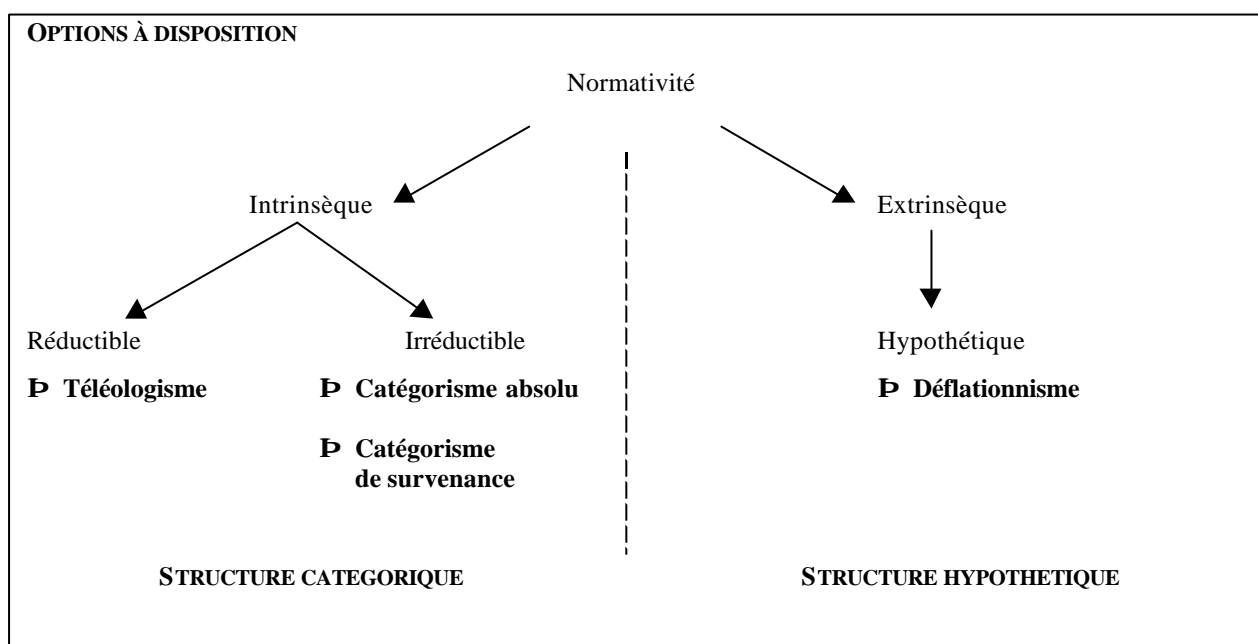 OPTIONS À DISPOSITION
Normativité
Intrinsèque
Extrinsèque
Réductible
Irréductible
Hypothétique
Þ Téléologisme
Þ Catégorisme absolu
Þ Déflationnisme
Þ Catégorisme
de survenance
STRUCTURE CATEGORIQUE
STRUCTURE HYPOTHETIQUE